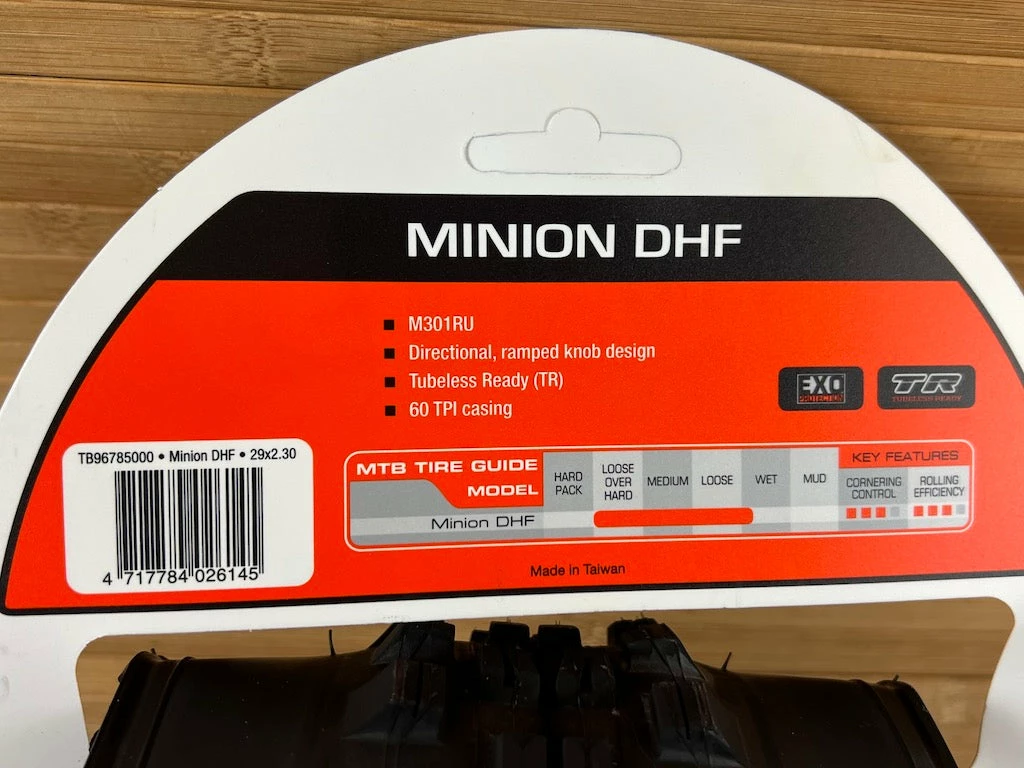 MINION DHF
M301RU
Directional, ramped knob design
Tubeless Ready (TR)
60 TPI casing
EXO
PROTECTION
TR
TUBELESS READY
TB96785000 • Minion DHF • 29x2.30
4 717784 026145
MTB TIRE GUIDE
MODEL
HARD
PACK
LOOSE
OVER
HARD
MEDIUM
LOOSE
WET
MUD
KEY FEATURES
CORNERING
CONTROL
ROLLING
EFFICIENCY
Minion DHF
Made in Taiwan